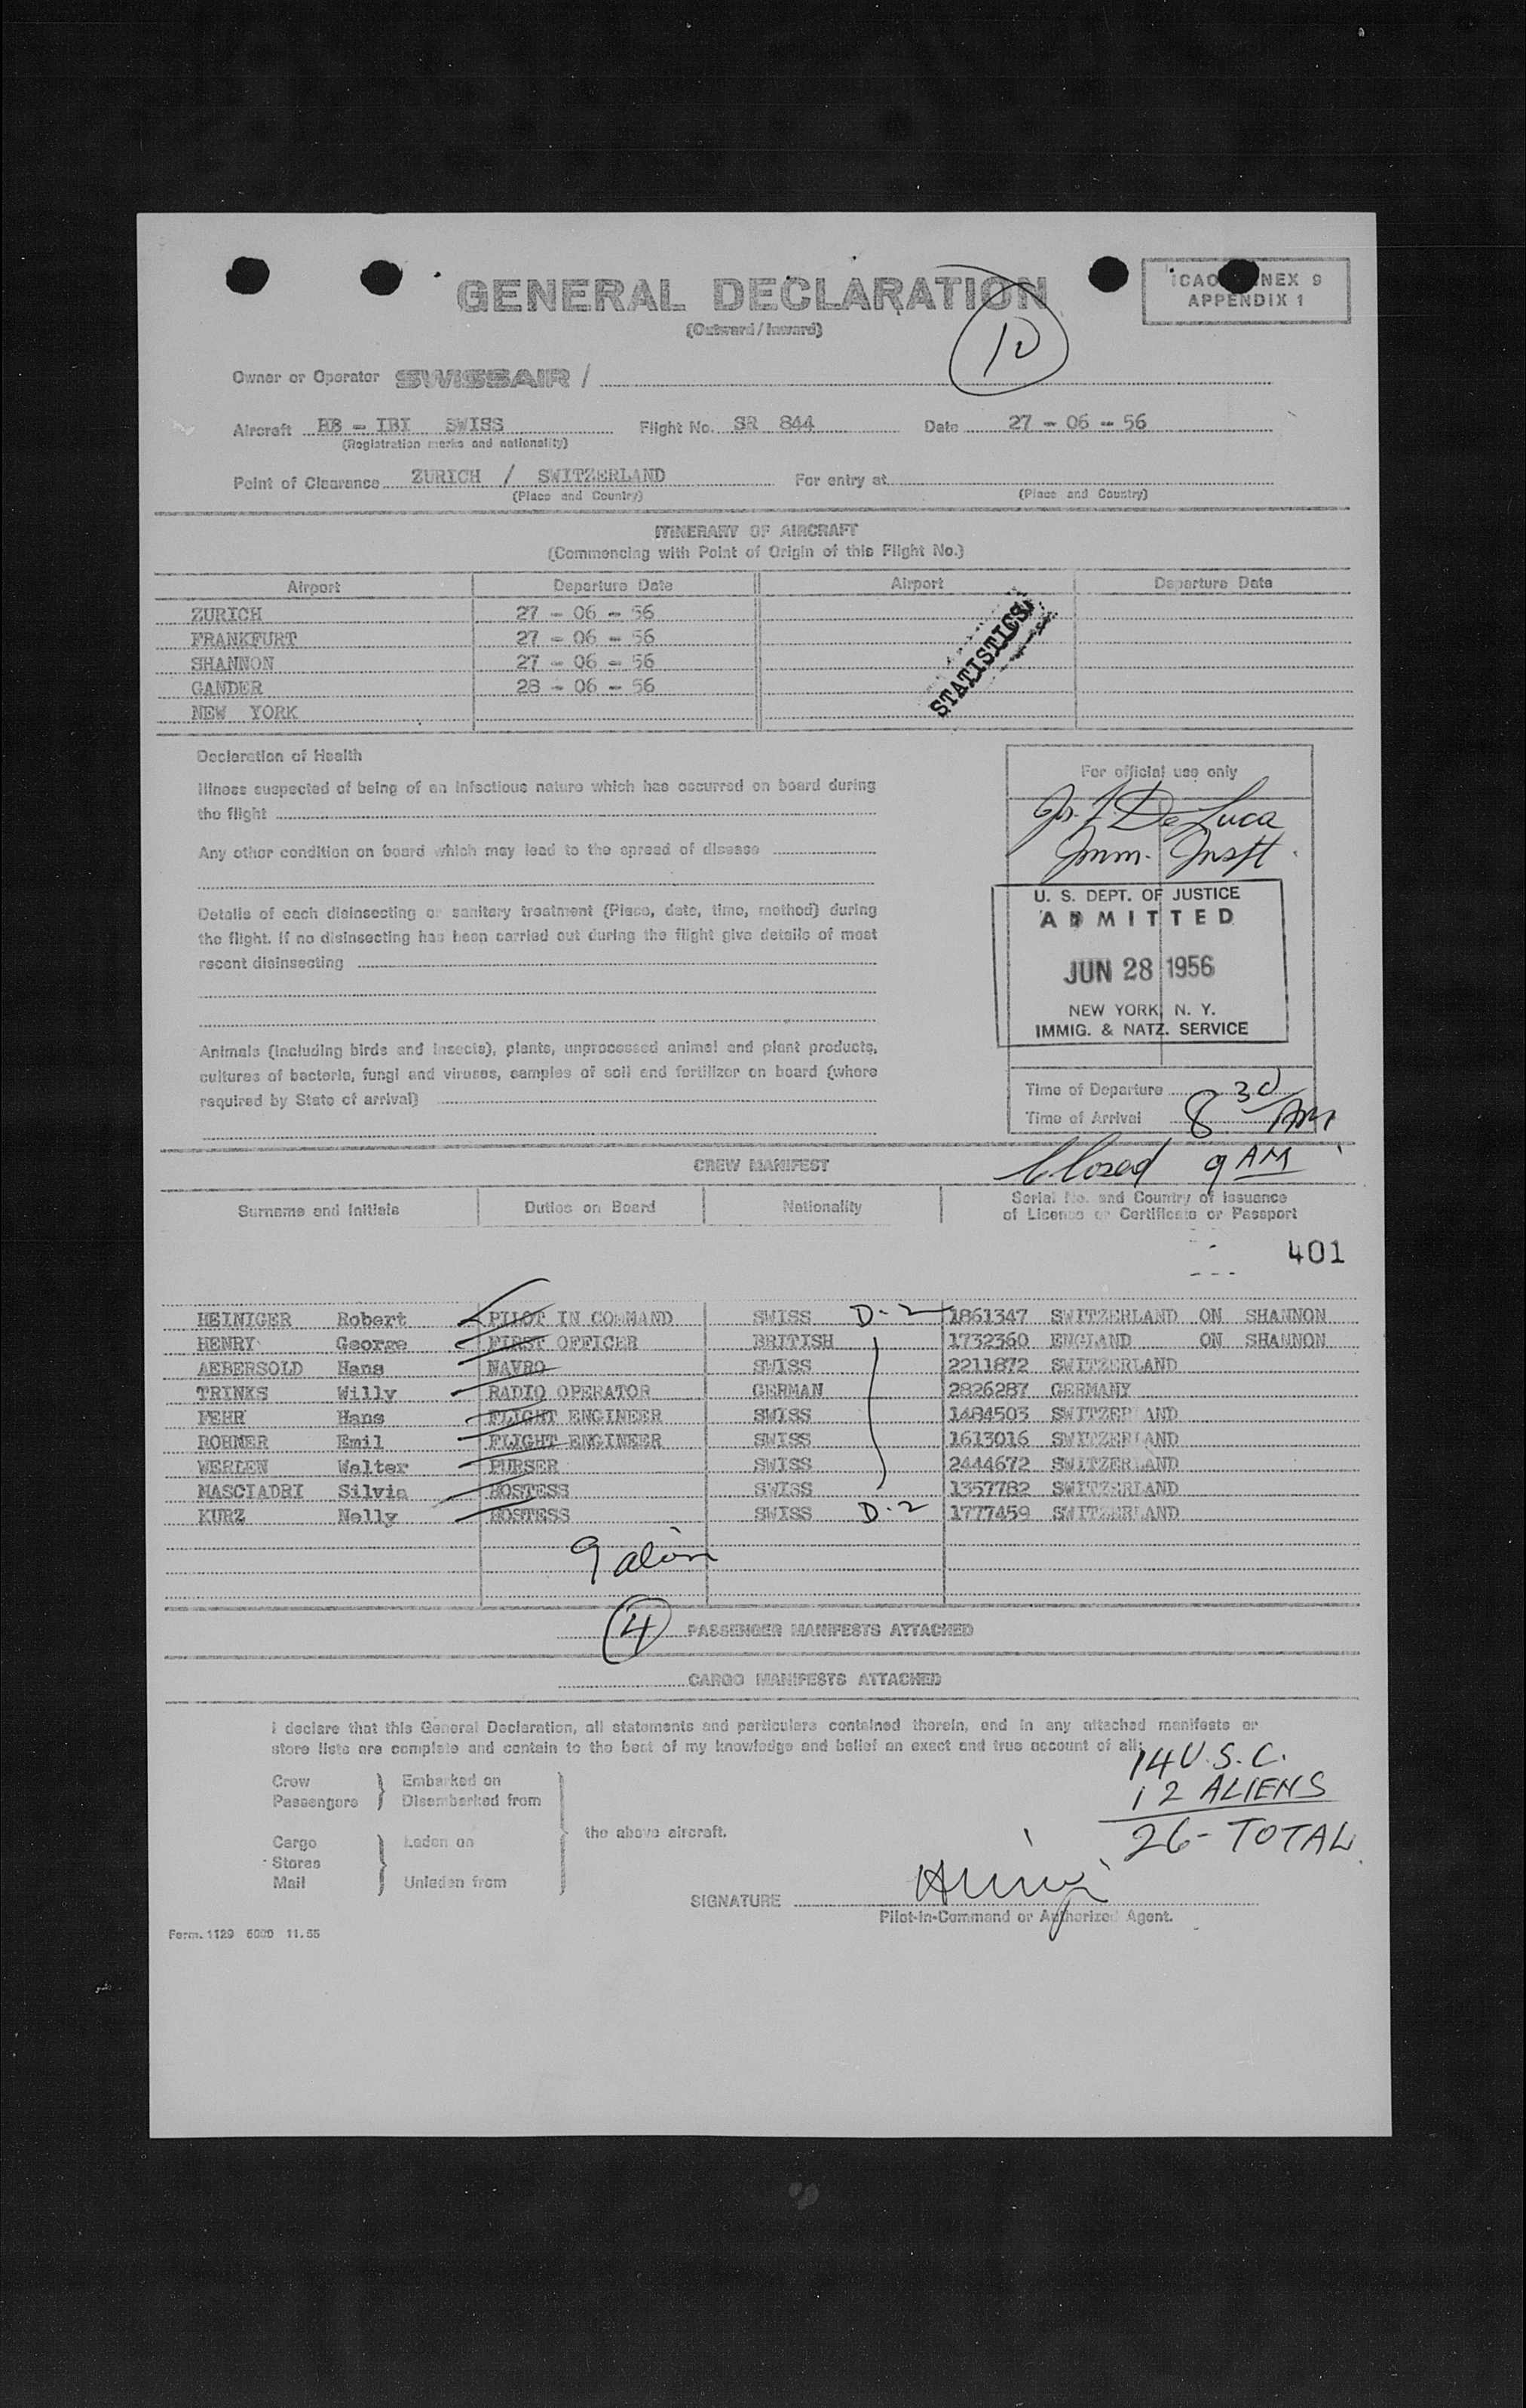 GENERAL DECLARATION
(Outward / Inward)
10
ICAO ANNEX 9
APPENDIX 1
Owner or Operator SWISSAIR /
Aircraft HB - IBI SWISS Flight No. SR 844 Date 27 - 06 - 56
(Registration marks and nationality)
Point of Clearance ZURICH / SWITZERLAND For entry at
(Place and Country) (Place and Country)
ITINERARY OF AIRCRAFT
(Commencing with Point of Origin of this Flight No.)
Airport Departure Date Airport Departure Date
ZURICH 27 - 06 - 56
FRANKFURT 27 - 06 - 56
SHANNON 27 - 06 - 56
GANDER 28 - 06 - 56
NEW YORK
STATISTICS
Declaration of Health
Illness suspected of being of an infectious nature which has occurred on board during
the flight
Any other condition on board which may lead to the spread of disease
Details of each disinsecting or sanitary treatment (Place, date, time, method) during
the flight. If no disinsecting has been carried out during the flight give details of most
recent disinsecting
Animals (including birds and insects), plants, unprocessed animal and plant products,
cultures of bacteria, fungi and viruses, samples of soil and fertilizer on board (where
required by State of arrival)
For official use only
Jos. F. De Luca
Imm. Inspt.
U. S. DEPT. OF JUSTICE
ADMITTED
JUN 28 1956
NEW YORK, N. Y.
IMMIG. & NATZ. SERVICE
Time of Departure
Time of Arrival 8 30 AM
Closed 9 AM
CREW MANIFEST
Surname and Initials Duties on Board Nationality Serial No. and Country of Issuance
of License or Certificate or Passport
401
HEINIGER Robert PILOT IN COMMAND SWISS D-2 1861347 SWITZERLAND ON SHANNON
HENRY George FIRST OFFICER BRITISH 1732360 ENGLAND ON SHANNON
AEBERSOLD Hans NAVRO SWISS 2211872 SWITZERLAND
TRINKS Willy RADIO OPERATOR GERMAN 2826287 GERMANY
FEHR Hans FLIGHT ENGINEER SWISS 1484503 SWITZERLAND
ROHNER Emil FLIGHT ENGINEER SWISS 1613016 SWITZERLAND
WERLEN Walter PURSER SWISS 2444672 SWITZERLAND
MASCIADRI Silvia HOSTESS SWISS 1357782 SWITZERLAND
KURZ Nelly HOSTESS SWISS D-2 1777459 SWITZERLAND
9 alien
4 PASSENGER MANIFESTS ATTACHED
CARGO MANIFESTS ATTACHED
I declare that this General Declaration, all statements and particulars contained therein, and in any attached manifests or
store lists are complete and contain to the best of my knowledge and belief an exact and true account of all:
14 U.S.C.
12 ALIENS
26 - TOTAL
Crew Embarked on
Passengers Disembarked from
the above aircraft.
Cargo Laden on
Stores
Mail Unladen from
SIGNATURE
Pilot-in-Command or Authorized Agent.
Form. 1129 5000 11.55